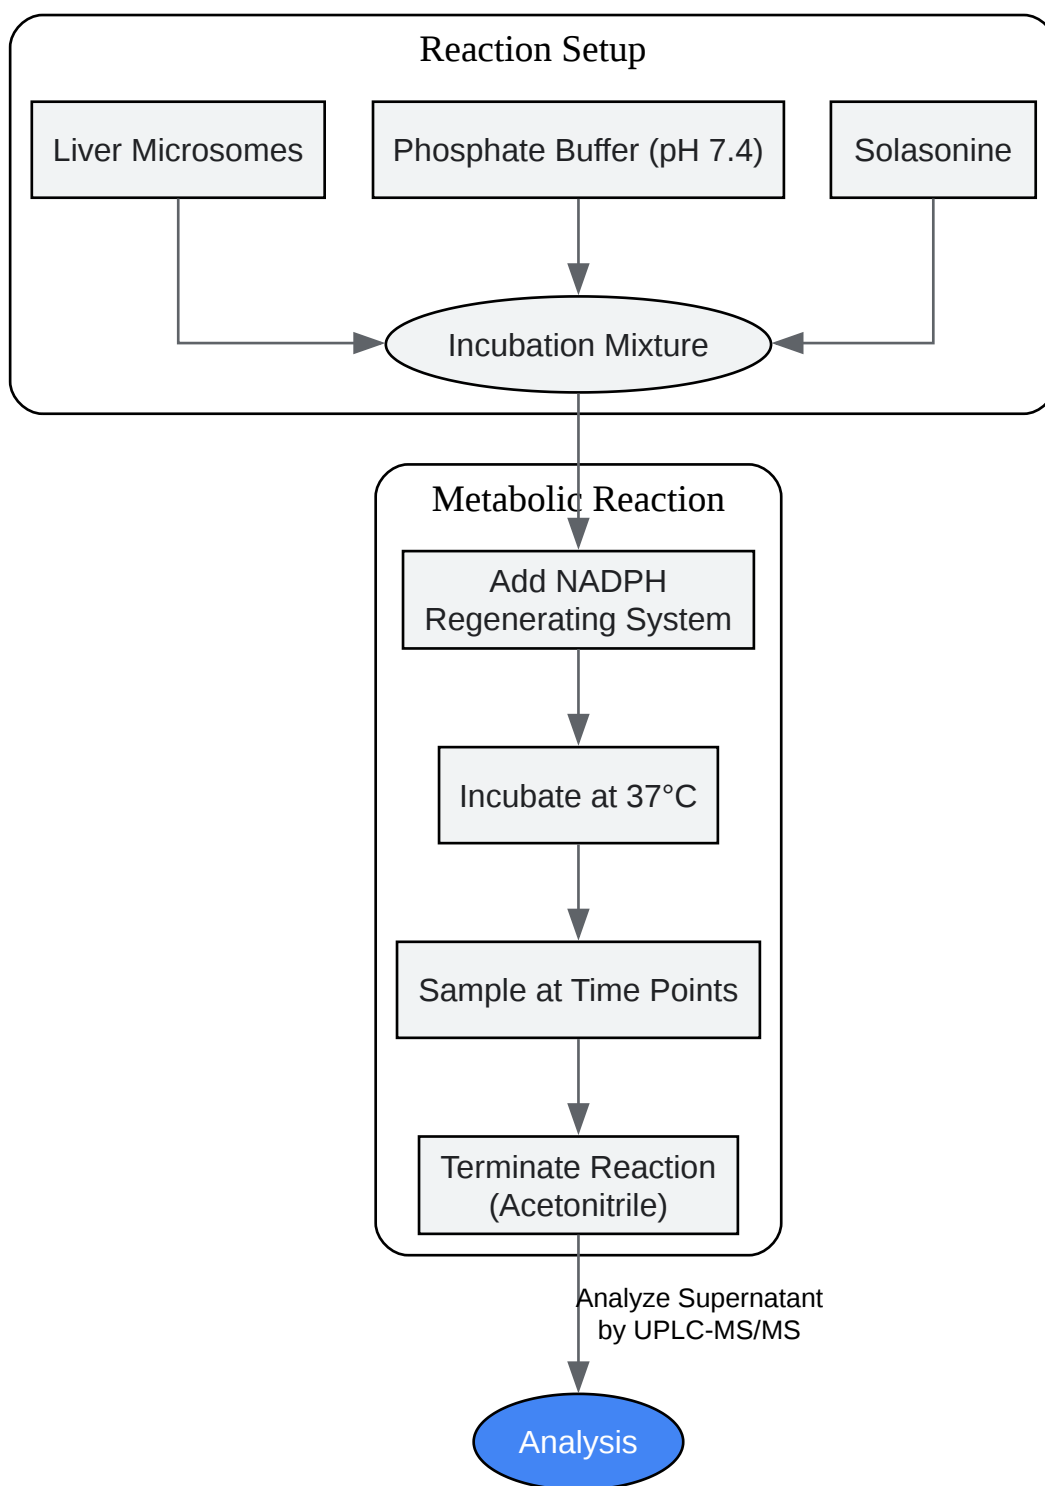 Reaction Setup
Liver Microsomes
Phosphate Buffer (pH 7.4)
Solasonine
Incubation Mixture
Metabolic Reaction
Add NADPH
Regenerating System
Incubate at 37°C
Sample at Time Points
Terminate Reaction
(Acetonitrile)
Analyze Supernatant
by UPLC-MS/MS
Analysis